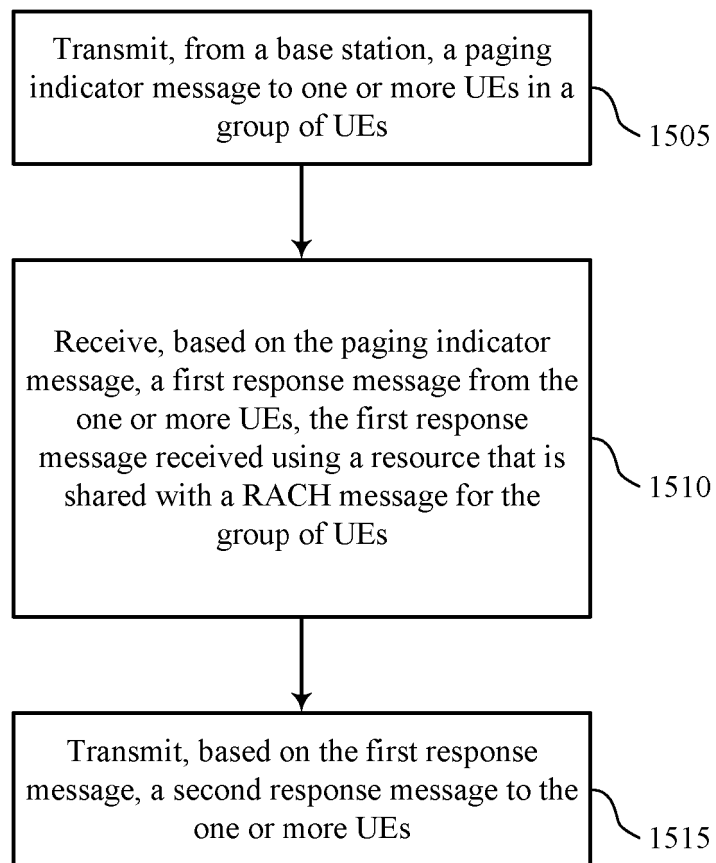 Transmit, from a base station, a paging
indicator message to one or more UEs in a
group of UEs
1505
Receive, based on the paging indicator
message, a first response message from the
one or more UEs, the first response
message received using a resource that is
shared with a RACH message for the
group of UEs
1510
Transmit, based on the first response
message, a second response message to the
one or more UEs
1515